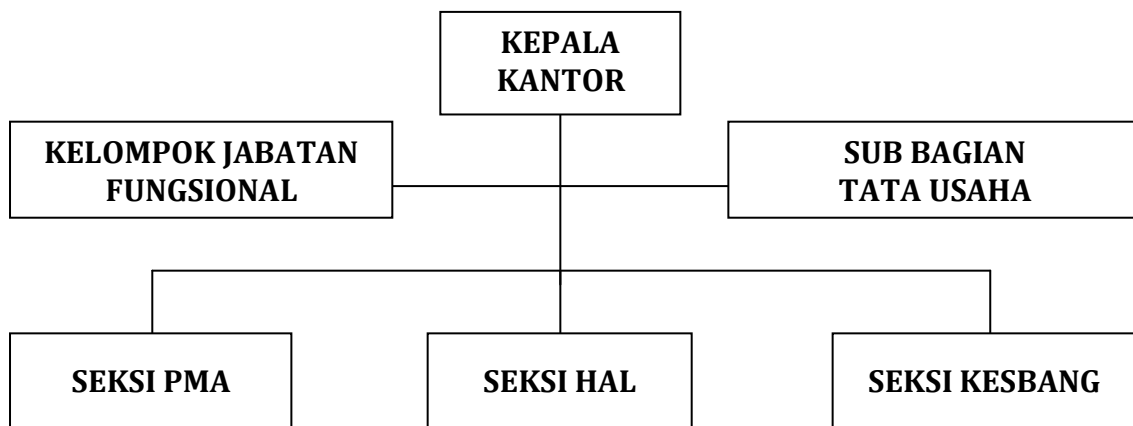 KEPALA
KANTOR
KELOMPOK JABATAN
FUNGSIONAL
SUB BAGIAN
TATA USAHA
SEKSI PMA
SEKSI HAL
SEKSI KESBANG